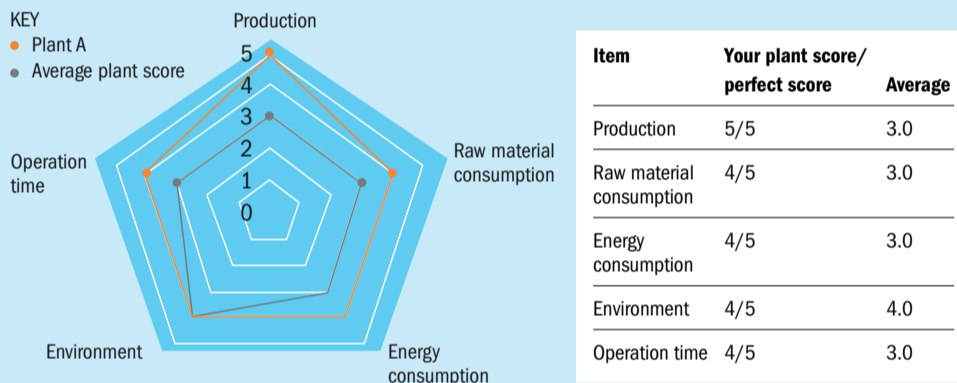 KEY
Plant A
Average plant score
Production
5
4
3
2
1
0
Operation
time
Raw material
consumption
Environment
Energy
consumption
Item Your plant score/
perfect score Average
Production 5/5 3.0
Raw material 4/5 3.0
consumption
Energy 4/5 3.0
consumption
Environment 4/5 4.0
Operation time 4/5 3.0